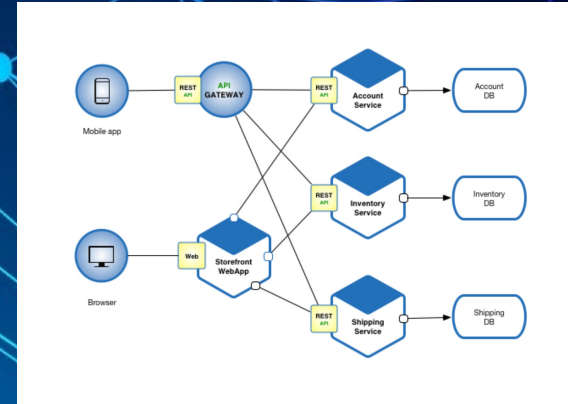 REST
API
API
GATEWAY
Mobile app
REST
API
Account
Service
Account
DB
REST
API
Inventory
Service
Inventory
DB
Web
Storefront
WebApp
Browser
REST
API
Shipping
Service
Shipping
DB